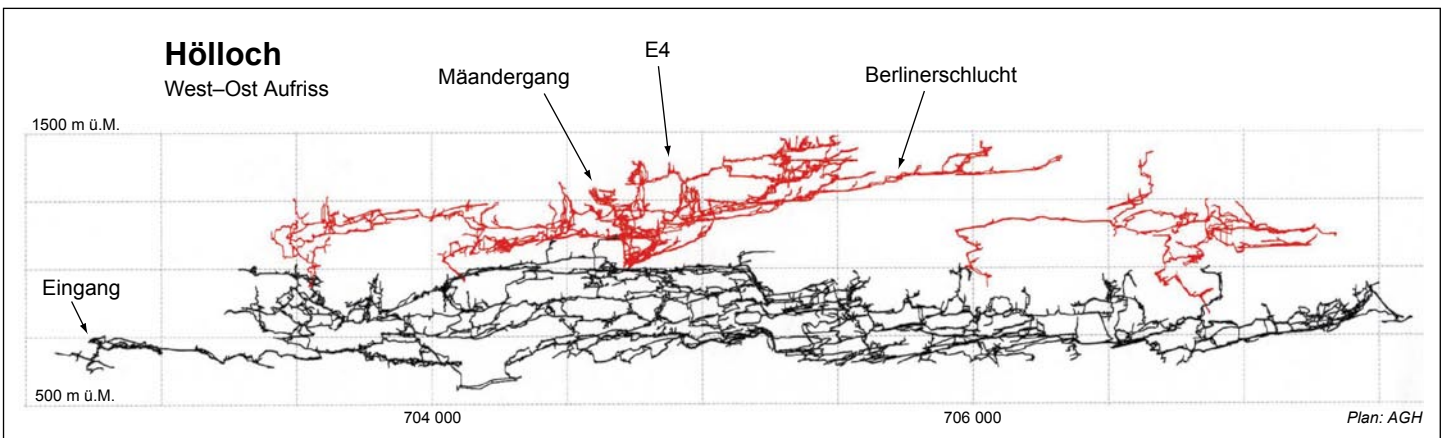 Hölloch
West–Ost Aufriss
E4
Mäandergang
Berlinerschlucht
1500 m ü.M.
Eingang
500 m ü.M.
704 000
706 000
Plan: AGH